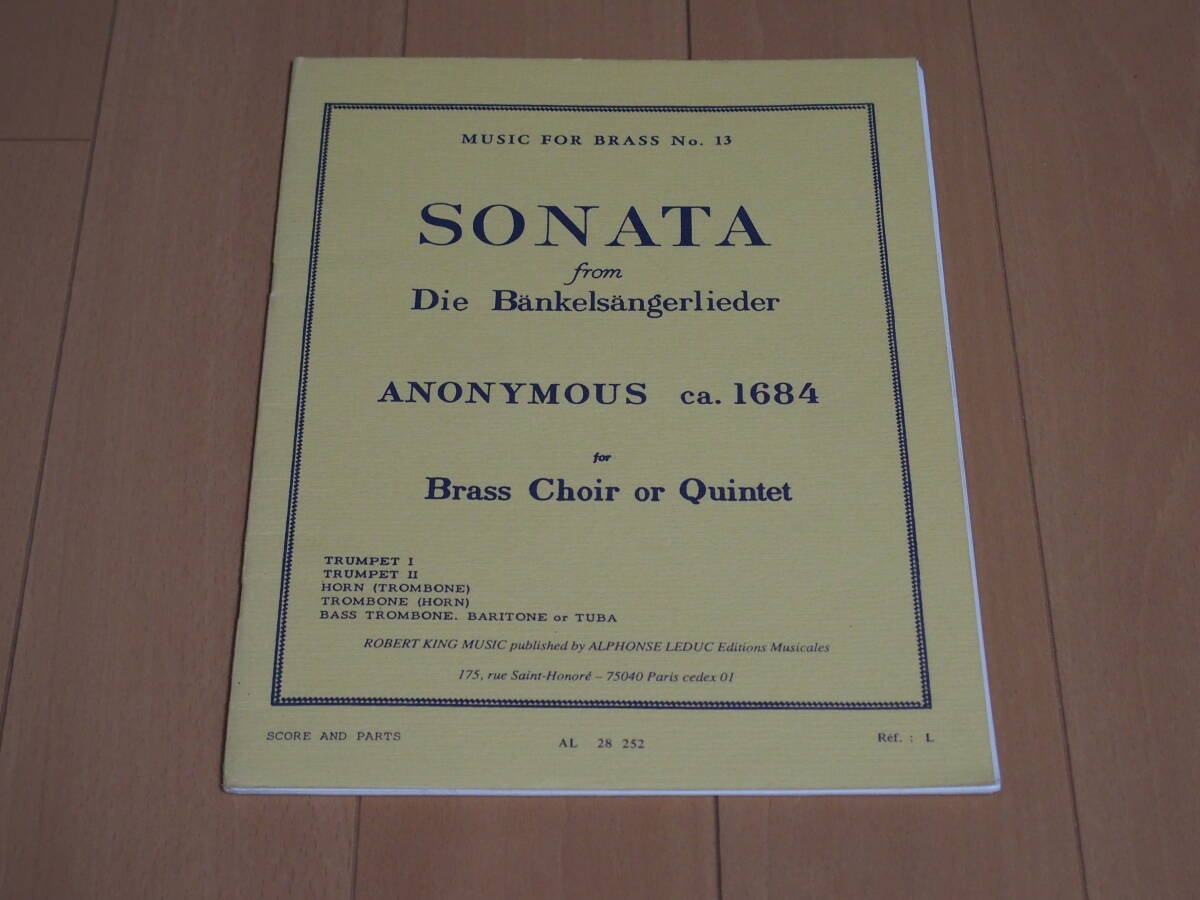 MUSIC FOR BRASS No. 13
SONATA
from
Die Bänkelsängerlieder
ANONYMOUS ca. 1684
for
Brass Choir or Quintet
TRUMPET I
TRUMPET II
HORN (TROMBONE)
TROMBONE (HORN)
BASS TROMBONE. BARITONE or TUBA
ROBERT KING MUSIC published by ALPHONSE LEDUC Editions Musicales
175, rue Saint-Honoré – 75040 Paris cedex 01
SCORE AND PARTS
AL 28 252
Réf. : L